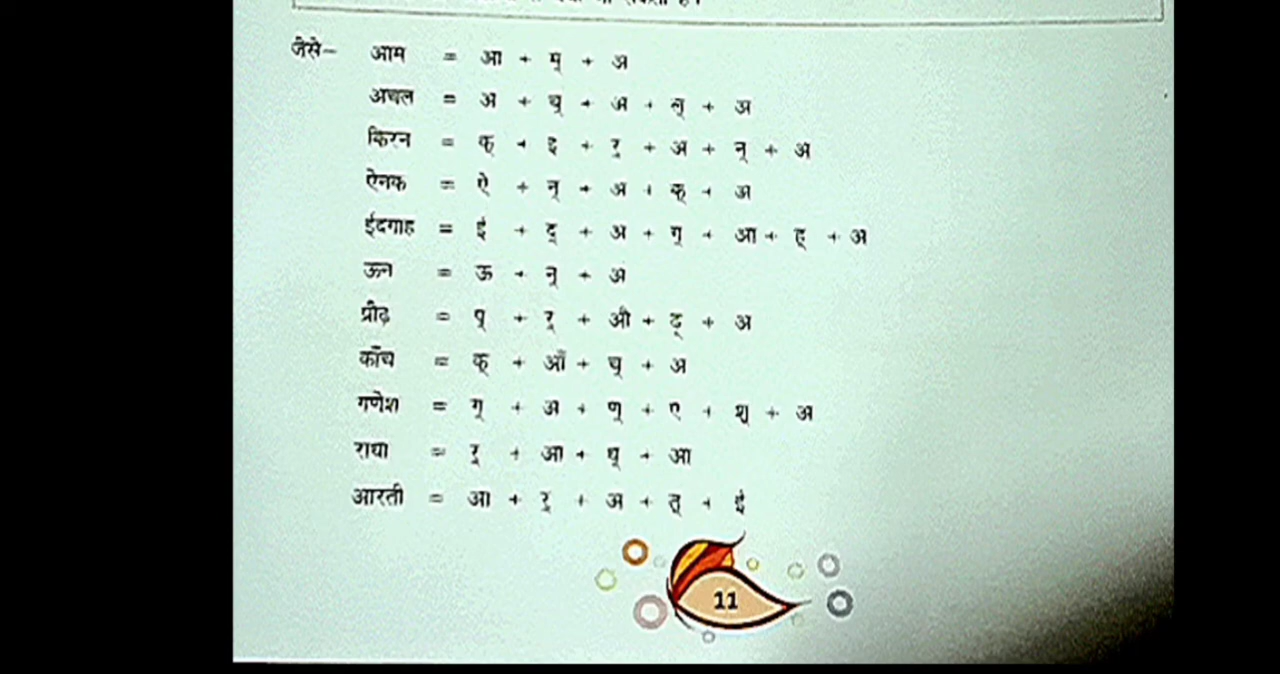 जैसे– आम = आ + म् + अ
अचल = अ + च् + अ + ल् + अ
किरन = क् + इ + र् + अ + न् + अ
ऐनक = ऐ + न् + अ + क् + अ
ईदगाह = ई + द् + अ + ग् + आ + ह् + अ
ऊन = ऊ + न् + अ
प्रौढ़ = प् + र् + औ + ढ़् + अ
काँच = क् + आँ + च् + अ
गणेश = ग् + अ + ण् + ए + श् + अ
राधा = र् + आ + ध् + आ
आरती = आ + र् + अ + त् + ई
11